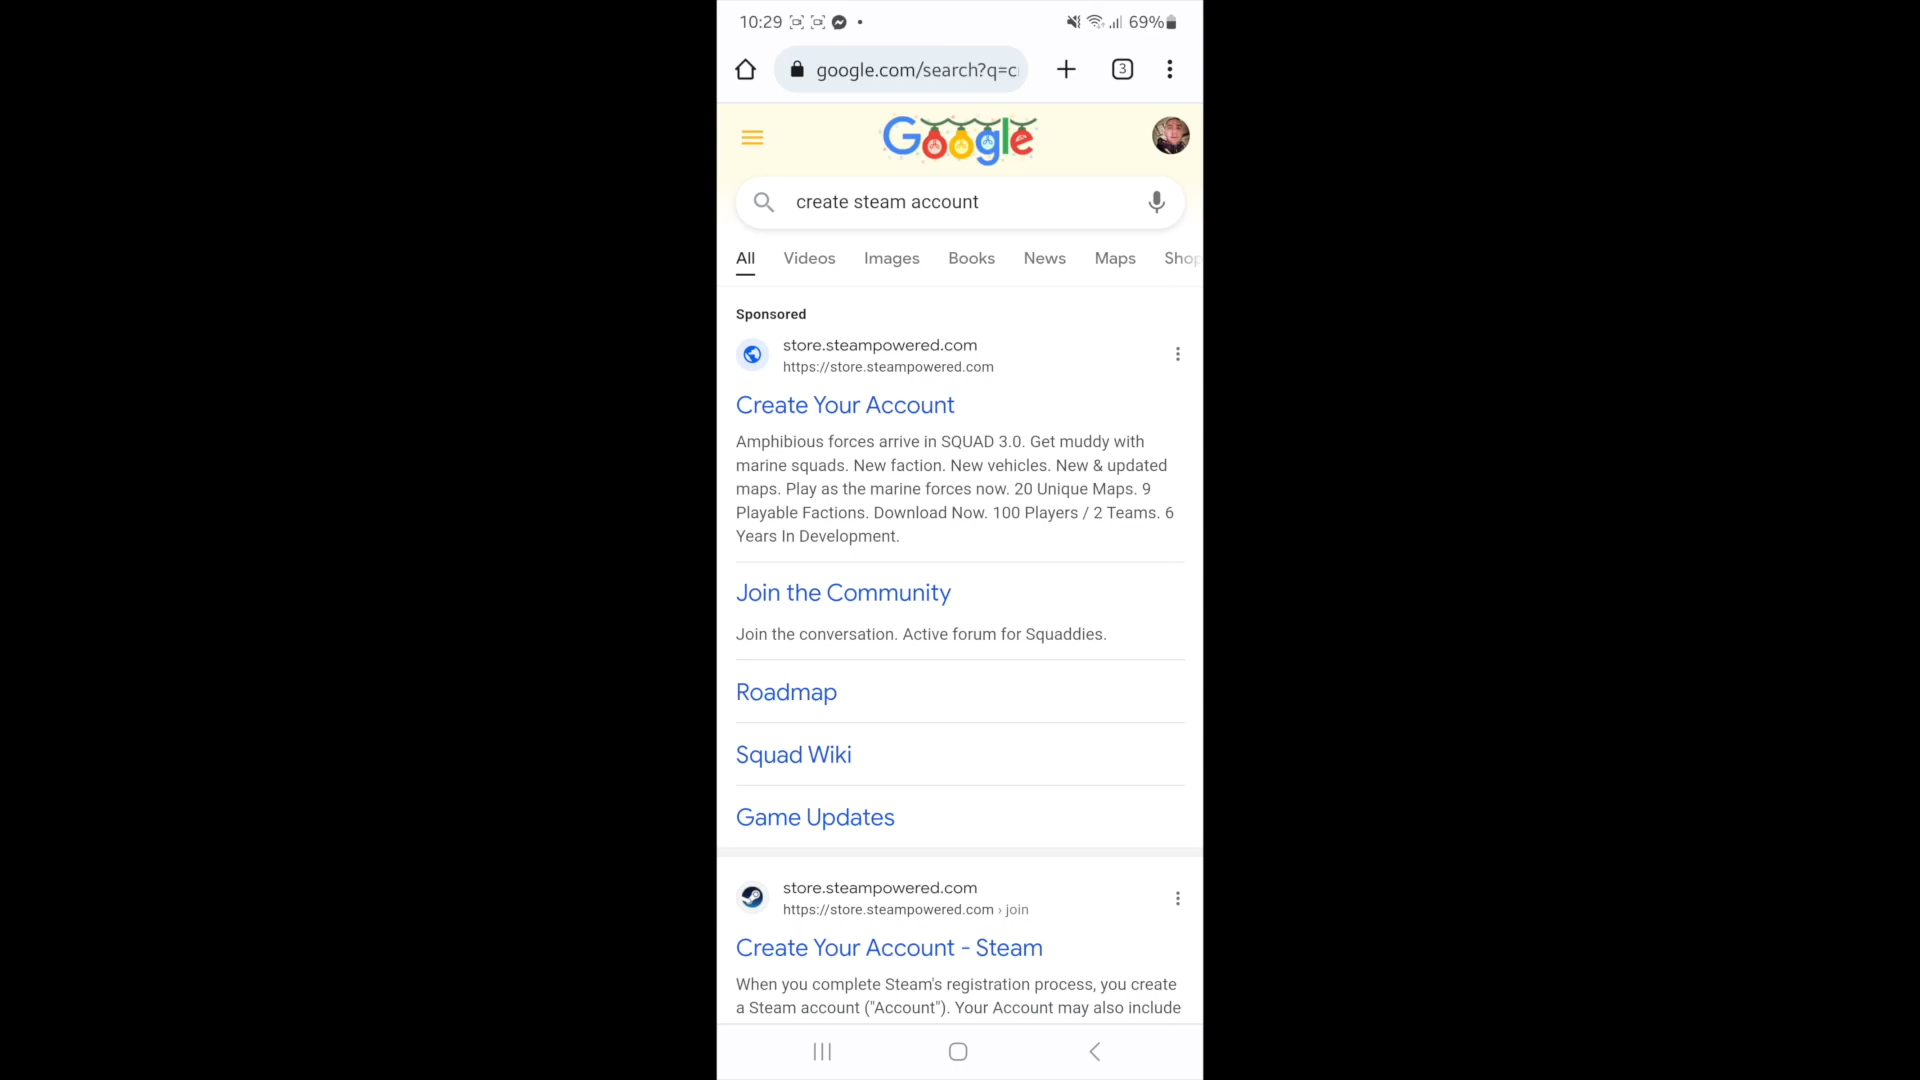 10:29
69%
google.com/search?q=c
3
Google
create steam account
All Videos Images Books News Maps Shop
Sponsored
store.steampowered.com
https://store.steampowered.com
Create Your Account
Amphibious forces arrive in SQUAD 3.0. Get muddy with
marine squads. New faction. New vehicles. New & updated
maps. Play as the marine forces now. 20 Unique Maps. 9
Playable Factions. Download Now. 100 Players / 2 Teams. 6
Years In Development.
Join the Community
Join the conversation. Active forum for Squaddies.
Roadmap
Squad Wiki
Game Updates
store.steampowered.com
https://store.steampowered.com › join
Create Your Account - Steam
When you complete Steam's registration process, you create
a Steam account ("Account"). Your Account may also include